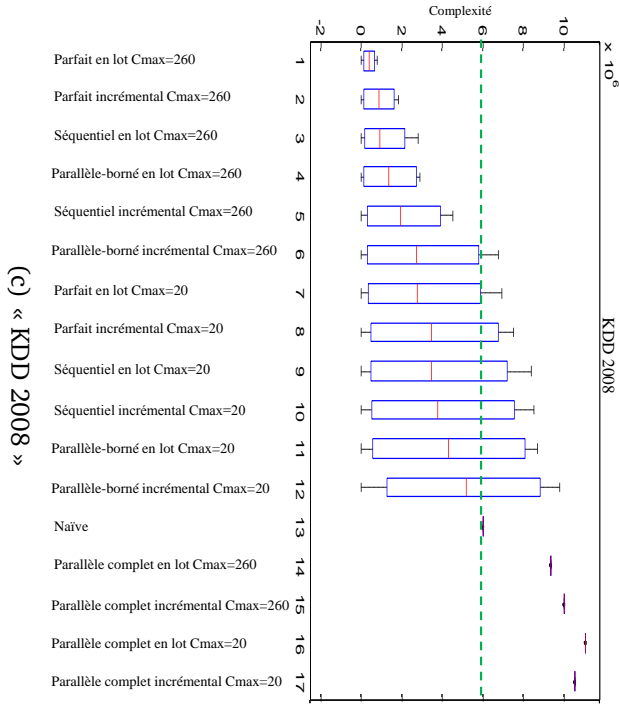 Complexité
-2
0
2
4
6
8
10
× 10⁶
KDD 2008
Parfait en lot Cmax=260 1
Parfait incrémental Cmax=260 2
Séquentiel en lot Cmax=260 3
Parallèle-borné en lot Cmax=260 4
Séquentiel incrémental Cmax=260 5
Parallèle-borné incrémental Cmax=260 6
Parfait en lot Cmax=20 7
Parfait incrémental Cmax=20 8
Séquentiel en lot Cmax=20 9
Séquentiel incrémental Cmax=20 10
Parallèle-borné en lot Cmax=20 11
Parallèle-borné incrémental Cmax=20 12
Naïve 13
Parallèle complet en lot Cmax=260 14
Parallèle complet incrémental Cmax=260 15
Parallèle complet en lot Cmax=20 16
Parallèle complet incrémental Cmax=20 17
(c) « KDD 2008 »